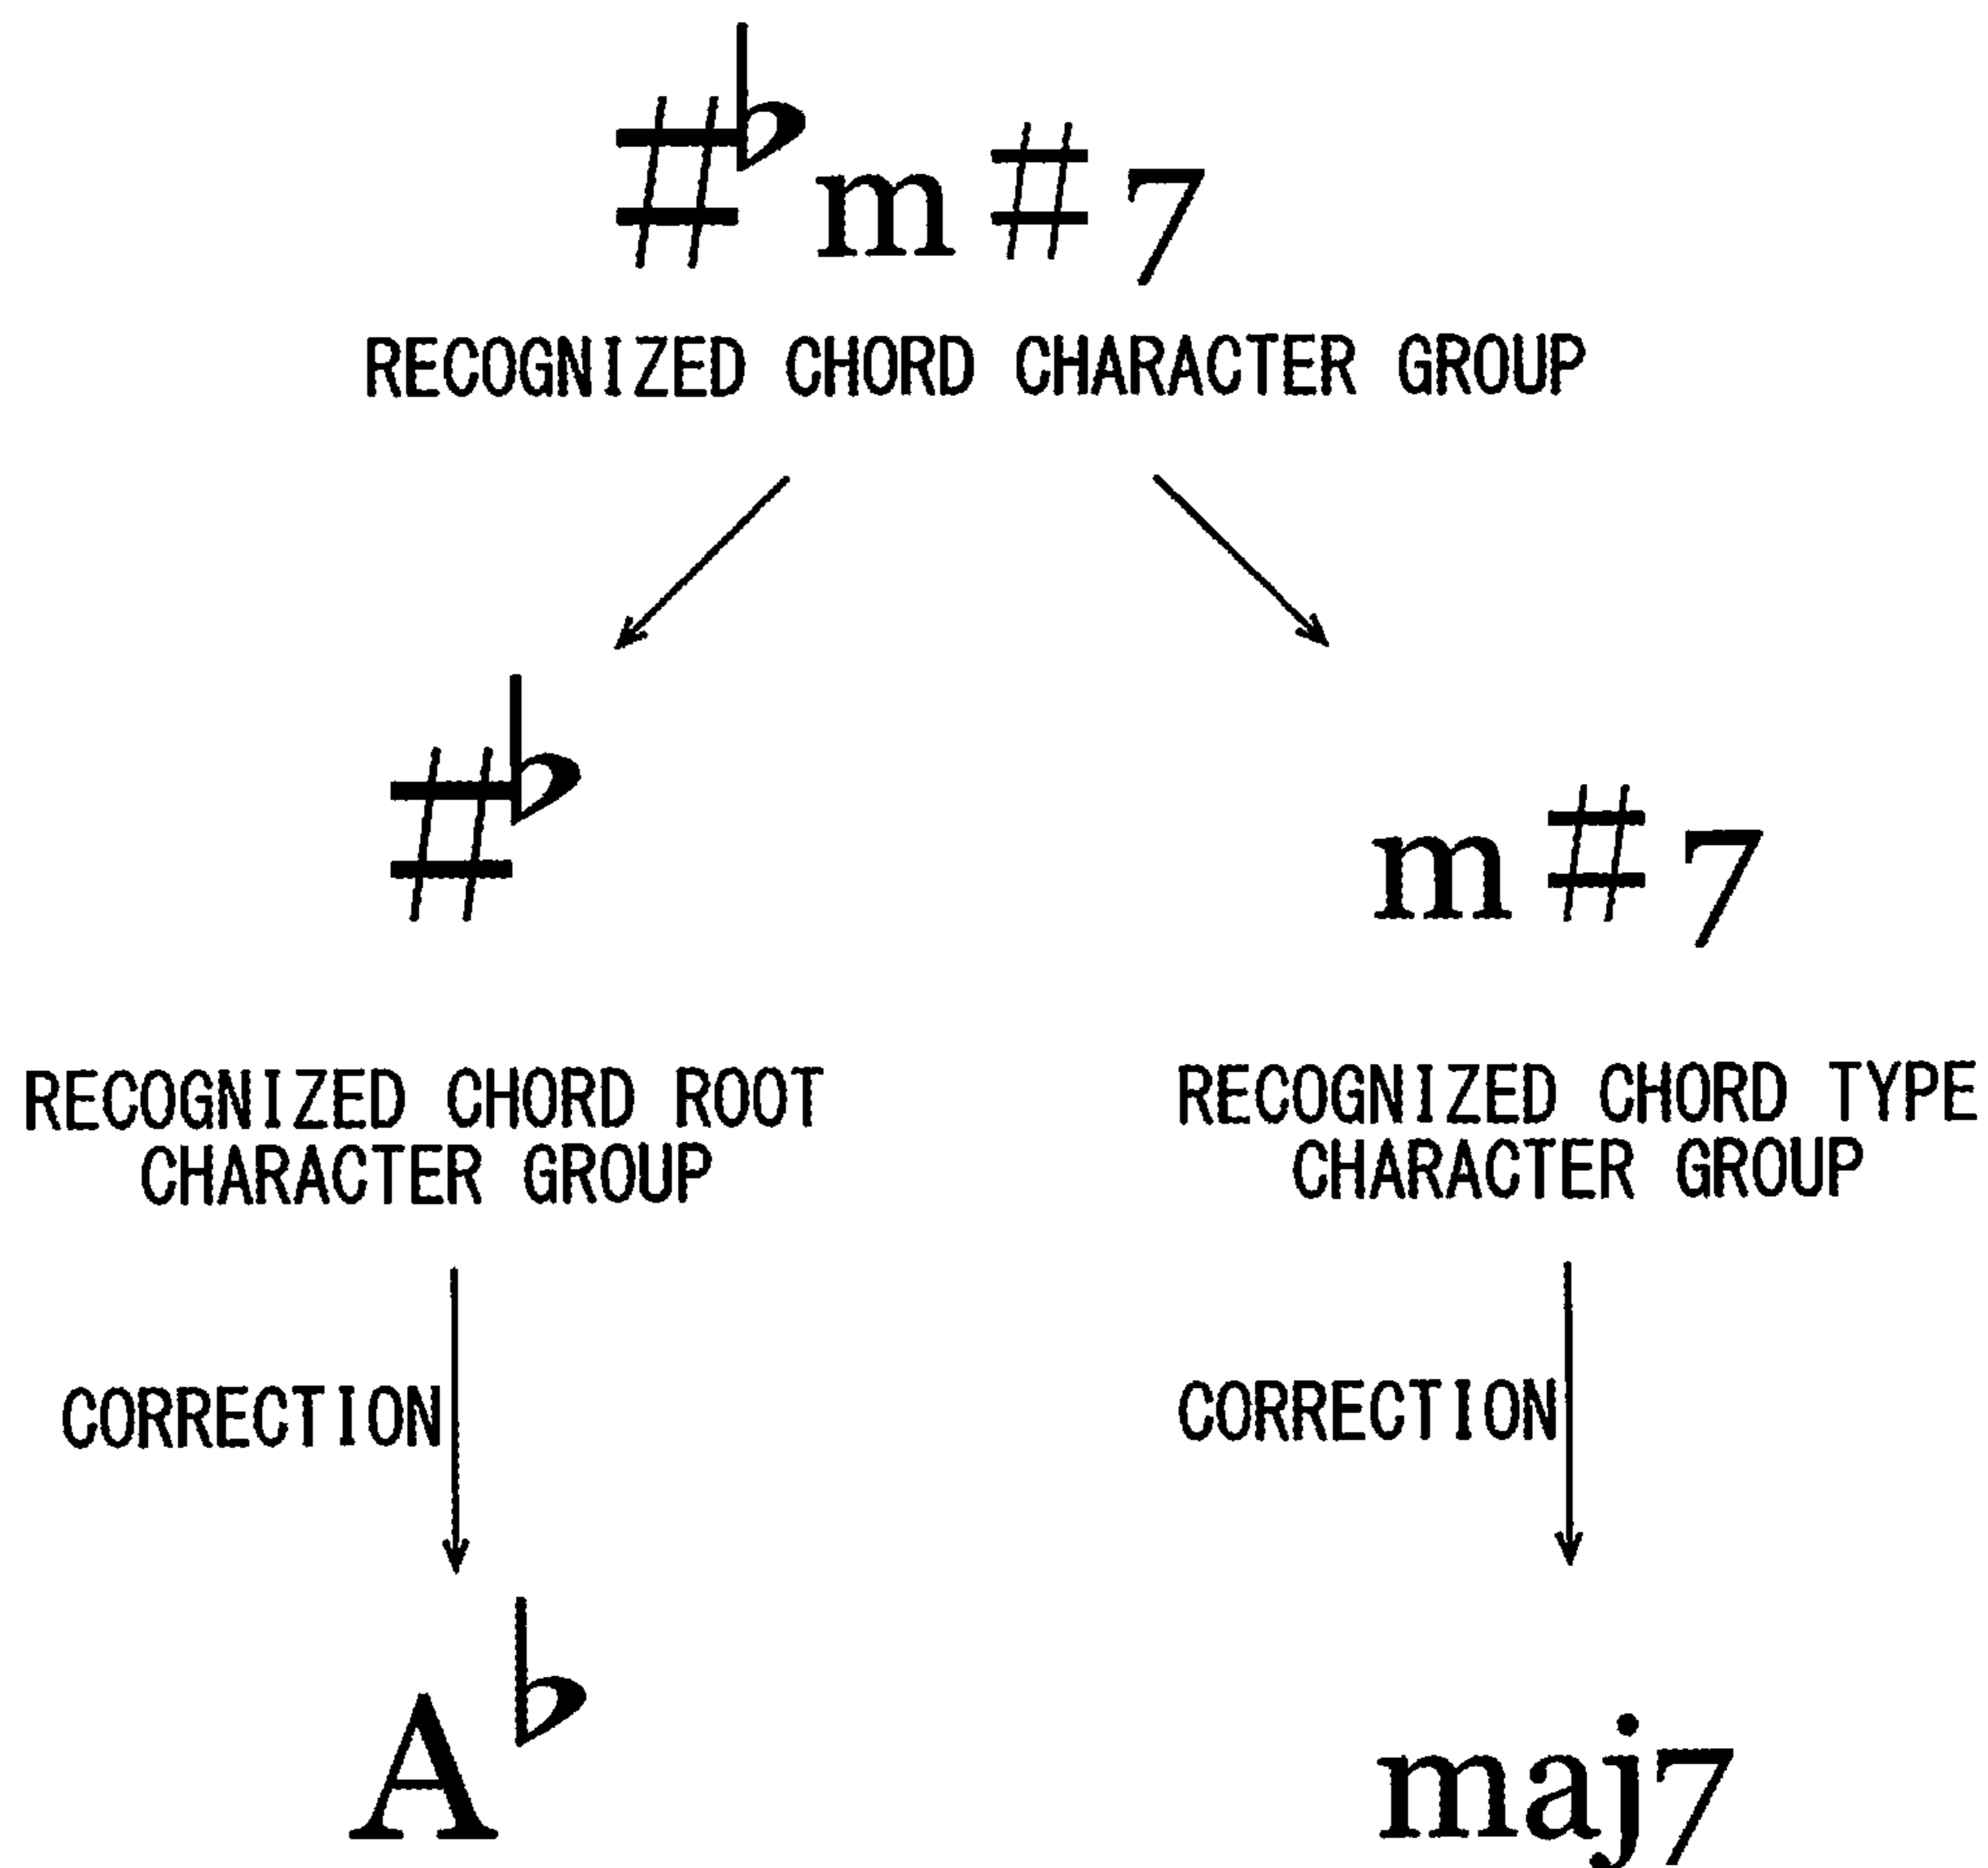 #♭m#7
RECOGNIZED CHORD CHARACTER GROUP
#♭
m#7
RECOGNIZED CHORD ROOT
CHARACTER GROUP
RECOGNIZED CHORD TYPE
CHARACTER GROUP
CORRECTION
CORRECTION
A♭
maj7